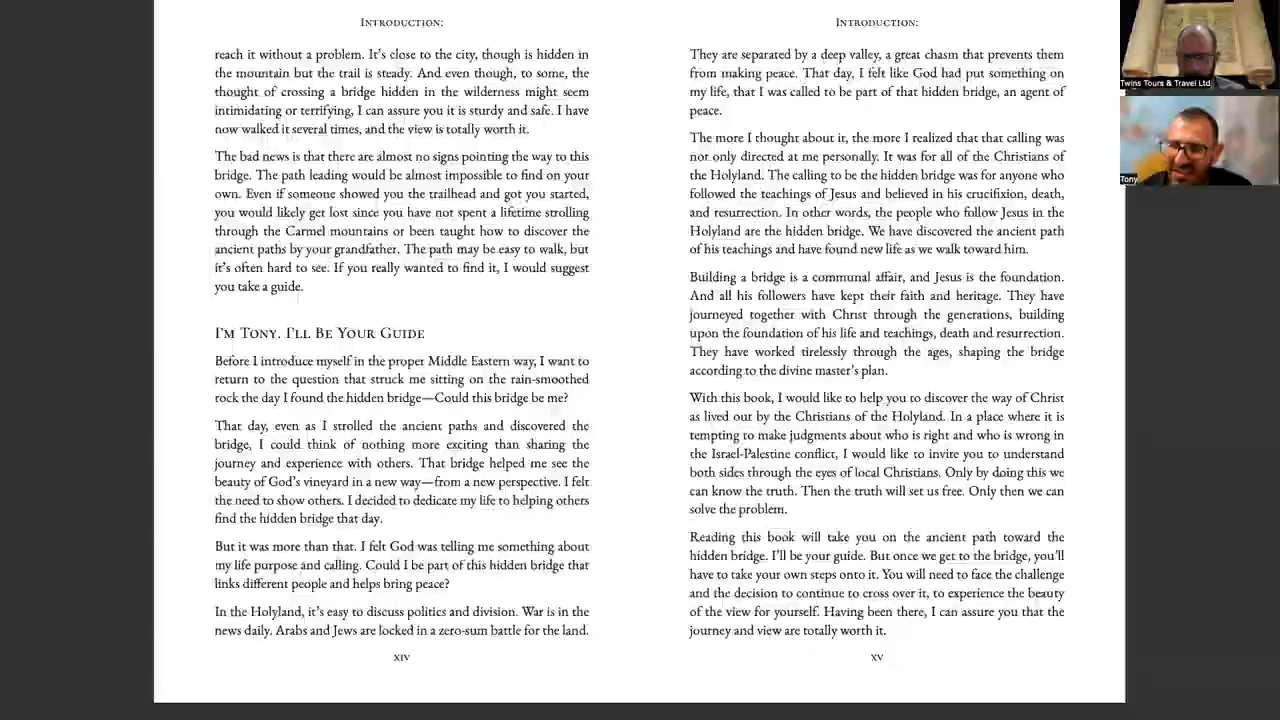 INTRODUCTION:
reach it without a problem. It's close to the city, though is hidden in
the mountain but the trail is steady. And even though, to some, the
thought of crossing a bridge hidden in the wilderness might seem
intimidating or terrifying, I can assure you it is sturdy and safe. I have
now walked it several times, and the view is totally worth it.
The bad news is that there are almost no signs pointing the way to this
bridge. The path leading would be almost impossible to find on your
own. Even if someone showed you the trailhead and got you started,
you would likely get lost since you have not spent a lifetime strolling
through the Carmel mountains or been taught how to discover the
ancient paths by your grandfather. The path may be easy to walk, but
it's often hard to see. If you really wanted to find it, I would suggest
you take a guide.
I'M TONY. I'LL BE YOUR GUIDE
Before I introduce myself in the proper Middle Eastern way, I want to
return to the question that struck me sitting on the rain-smoothed
rock the day I found the hidden bridge—Could this bridge be me?
That day, even as I strolled the ancient paths and discovered the
bridge, I could think of nothing more exciting than sharing the
journey and experience with others. That bridge helped me see the
beauty of God's vineyard in a new way—from a new perspective. I felt
the need to show others. I decided to dedicate my life to helping others
find the hidden bridge that day.
But it was more than that. I felt God was telling me something about
my life purpose and calling. Could I be part of this hidden bridge that
links different people and helps bring peace?
In the Holyland, it's easy to discuss politics and division. War is in the
news daily. Arabs and Jews are locked in a zero-sum battle for the land.
XIV
INTRODUCTION:
They are separated by a deep valley, a great chasm that prevents them
from making peace. That day, I felt like God had put something on
my life, that I was called to be part of that hidden bridge, an agent of
peace.
The more I thought about it, the more I realized that that calling was
not only directed at me personally. It was for all of the Christians of
the Holyland. The calling to be the hidden bridge was for anyone who
followed the teachings of Jesus and believed in his crucifixion, death,
and resurrection. In other words, the people who follow Jesus in the
Holyland are the hidden bridge. We have discovered the ancient path
of his teachings and have found new life as we walk toward him.
Building a bridge is a communal affair, and Jesus is the foundation.
And all his followers have kept their faith and heritage. They have
journeyed together with Christ through the generations, building
upon the foundation of his life and teachings, death and resurrection.
They have worked tirelessly through the ages, shaping the bridge
according to the divine master's plan.
With this book, I would like to help you to discover the way of Christ
as lived out by the Christians of the Holyland. In a place where it is
tempting to make judgments about who is right and who is wrong in
the Israel-Palestine conflict, I would like to invite you to understand
both sides through the eyes of local Christians. Only by doing this we
can know the truth. Then the truth will set us free. Only then we can
solve the problem.
Reading this book will take you on the ancient path toward the
hidden bridge. I'll be your guide. But once we get to the bridge, you'll
have to take your own steps onto it. You will need to face the challenge
and the decision to continue to cross over it, to experience the beauty
of the view for yourself. Having been there, I can assure you that the
journey and view are totally worth it.
XV
Twins Tours & Travel Ltd
Tony